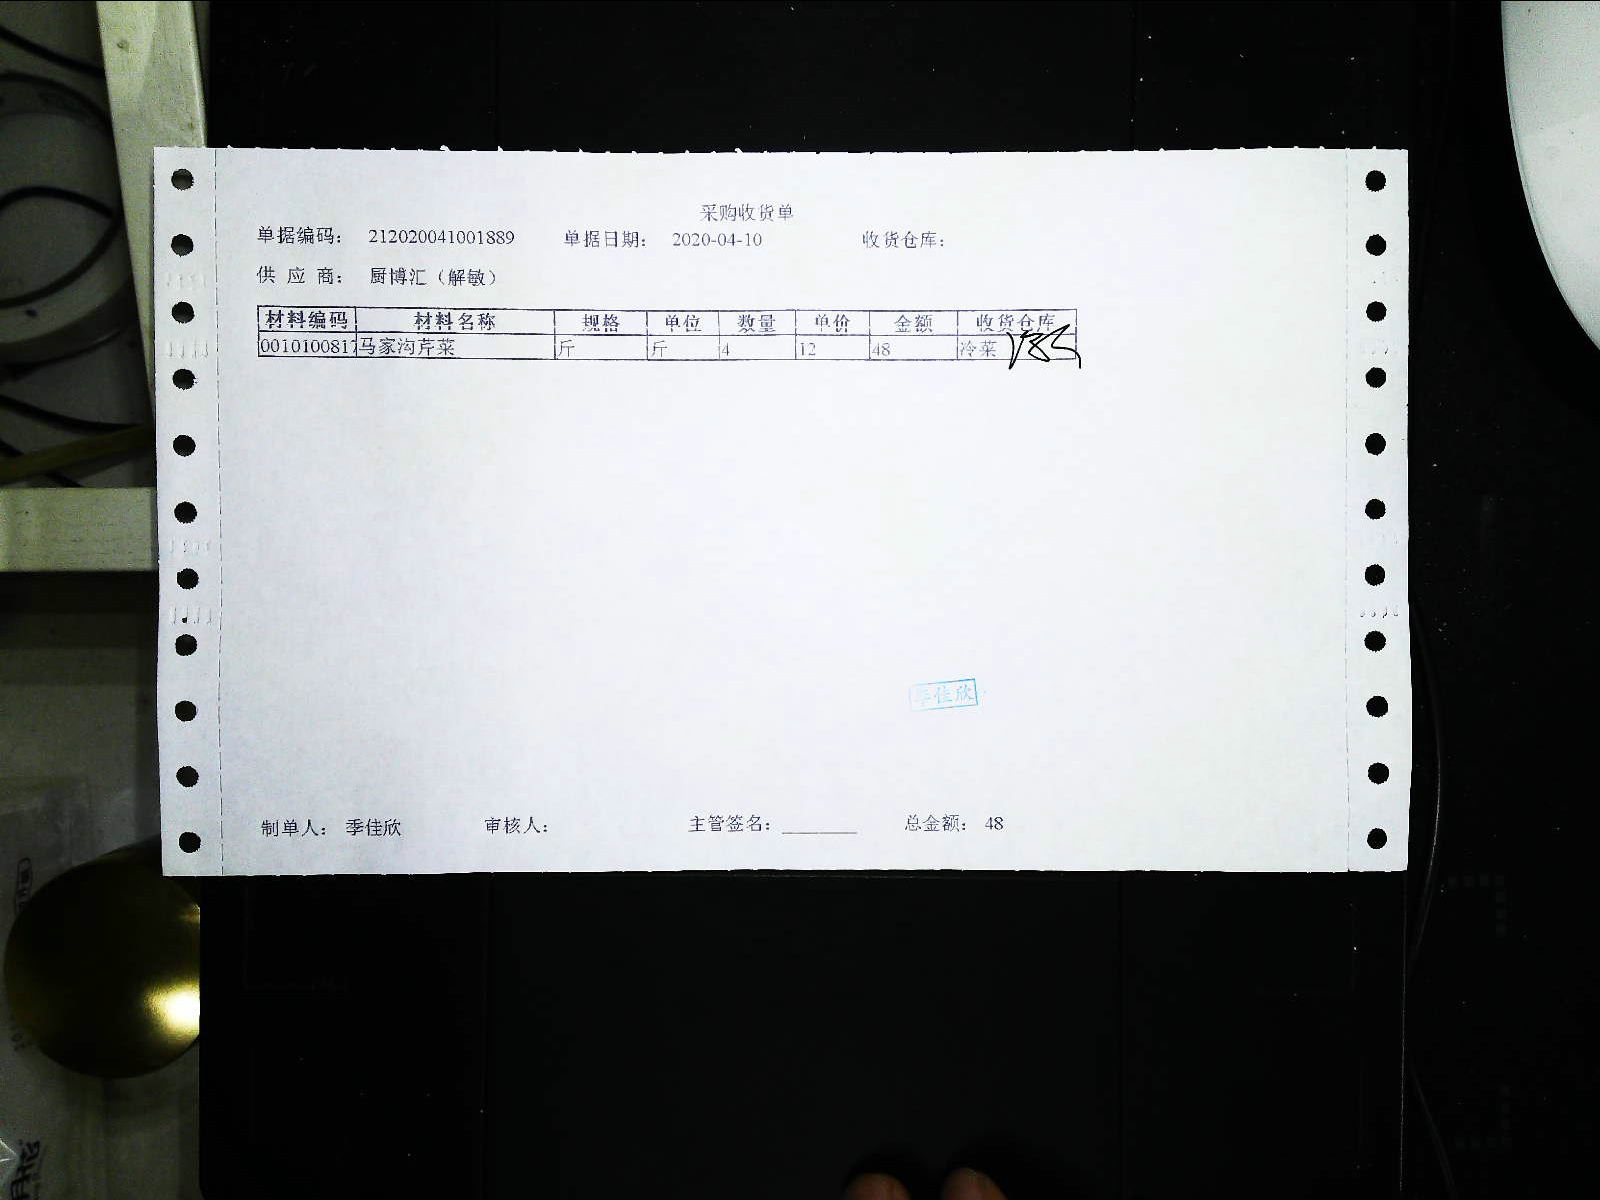 采购收货单
单据编码： 212020041001889 单据日期： 2020-04-10 收货仓库：
供 应 商： 厨博汇（解敏）
材料编码 材料名称 规格 单位 数量 单价 金额 收货仓库
0010100817 马家沟芹菜 斤 斤 4 12 48 冷菜
季佳欣
制单人： 季佳欣 审核人： 主管签名：________ 总金额： 48